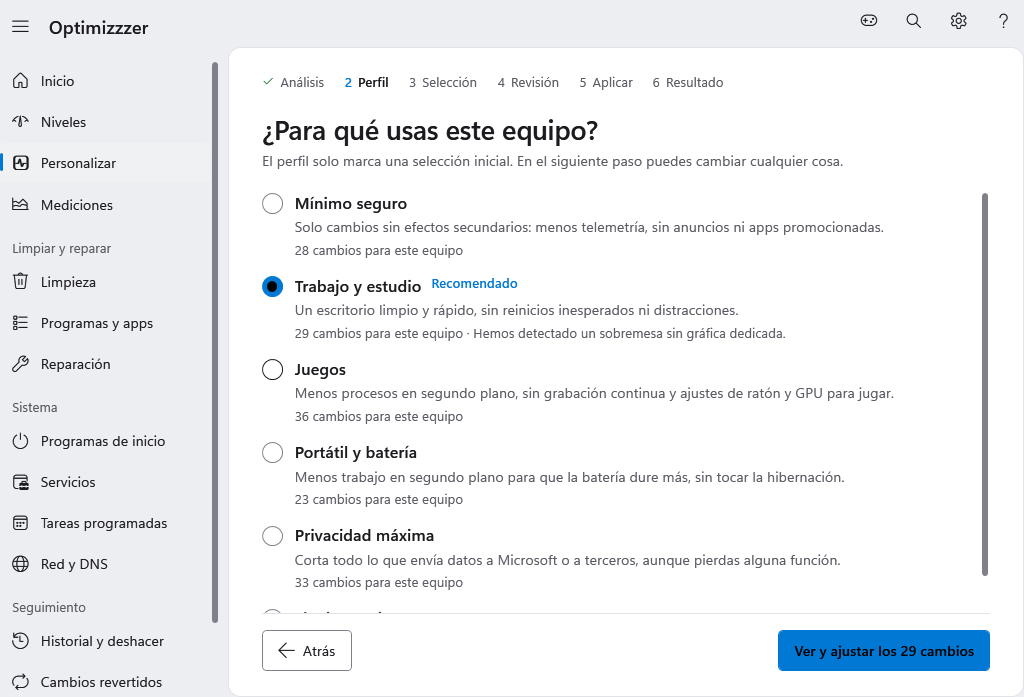 Optimizzzer
Inicio
Niveles
Personalizar
Mediciones
Limpiar y reparar
Limpieza
Programas y apps
Reparación
Sistema
Programas de inicio
Servicios
Tareas programadas
Red y DNS
Seguimiento
Historial y deshacer
Cambios revertidos
Análisis 2 Perfil 3 Selección 4 Revisión 5 Aplicar 6 Resultado
¿Para qué usas este equipo?
El perfil solo marca una selección inicial. En el siguiente paso puedes cambiar cualquier cosa.
Mínimo seguro
Solo cambios sin efectos secundarios: menos telemetría, sin anuncios ni apps promocionadas.
28 cambios para este equipo
Trabajo y estudio Recomendado
Un escritorio limpio y rápido, sin reinicios inesperados ni distracciones.
29 cambios para este equipo · Hemos detectado un sobremesa sin gráfica dedicada.
Juegos
Menos procesos en segundo plano, sin grabación continua y ajustes de ratón y GPU para jugar.
36 cambios para este equipo
Portátil y batería
Menos trabajo en segundo plano para que la batería dure más, sin tocar la hibernación.
23 cambios para este equipo
Privacidad máxima
Corta todo lo que envía datos a Microsoft o a terceros, aunque pierdas alguna función.
33 cambios para este equipo
Atrás
Ver y ajustar los 29 cambios